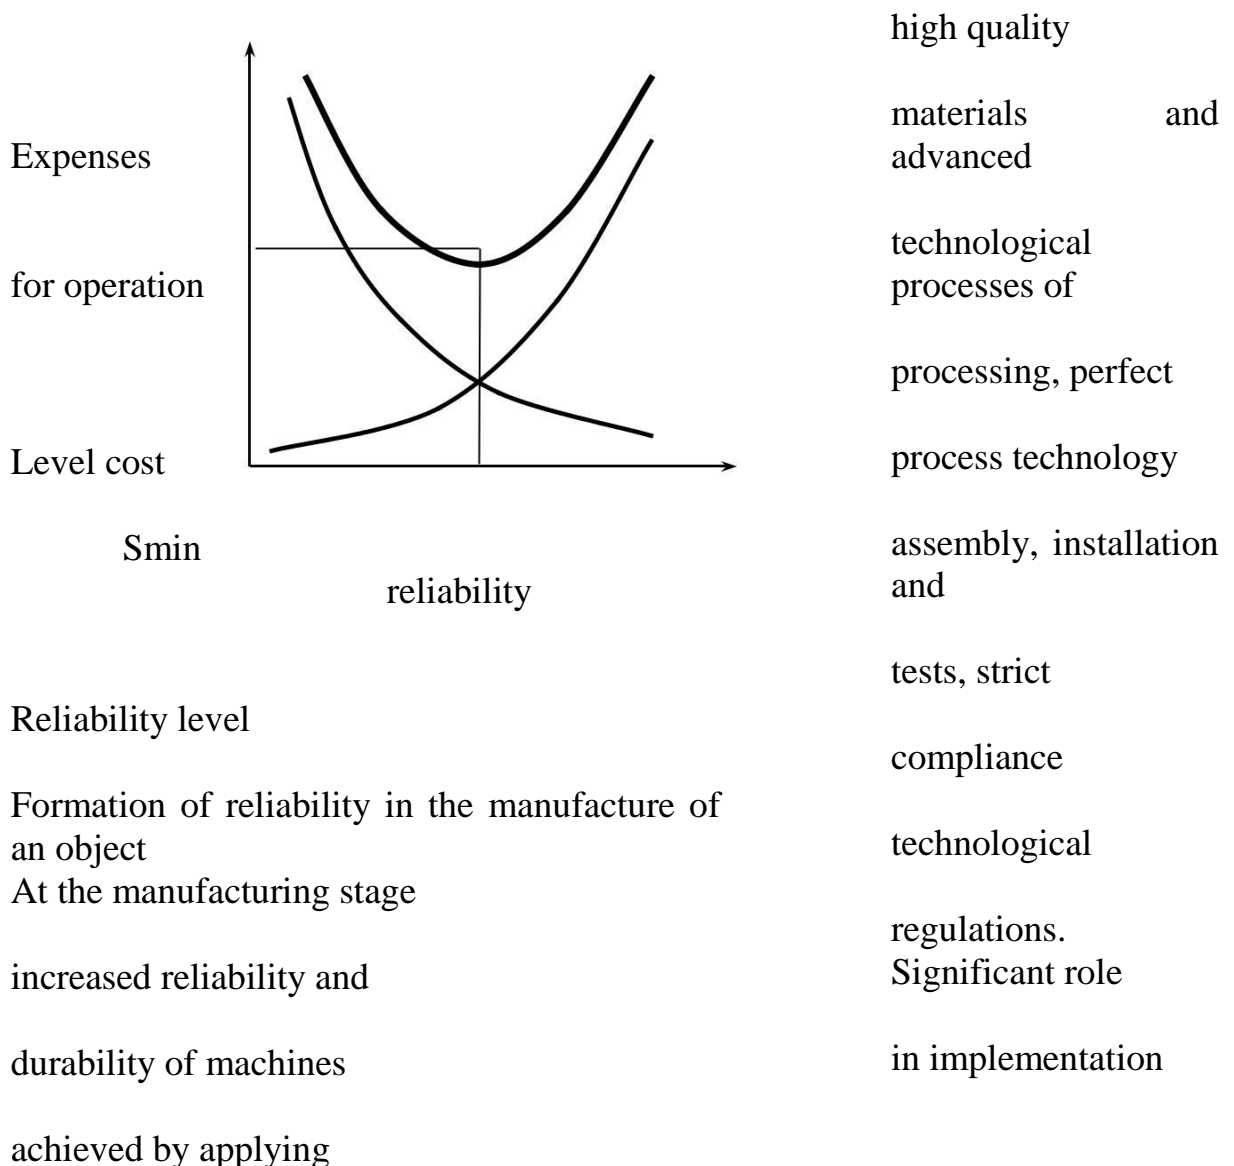 Expenses
for operation
Level cost
Smin
reliability
Reliability level
Formation of reliability in the manufacture of
an object
At the manufacturing stage
increased reliability and
durability of machines
achieved by applying
high quality
materials and
advanced
technological
processes of
processing, perfect
process technology
assembly, installation
and
tests, strict
compliance
technological
regulations.
Significant role
in implementation